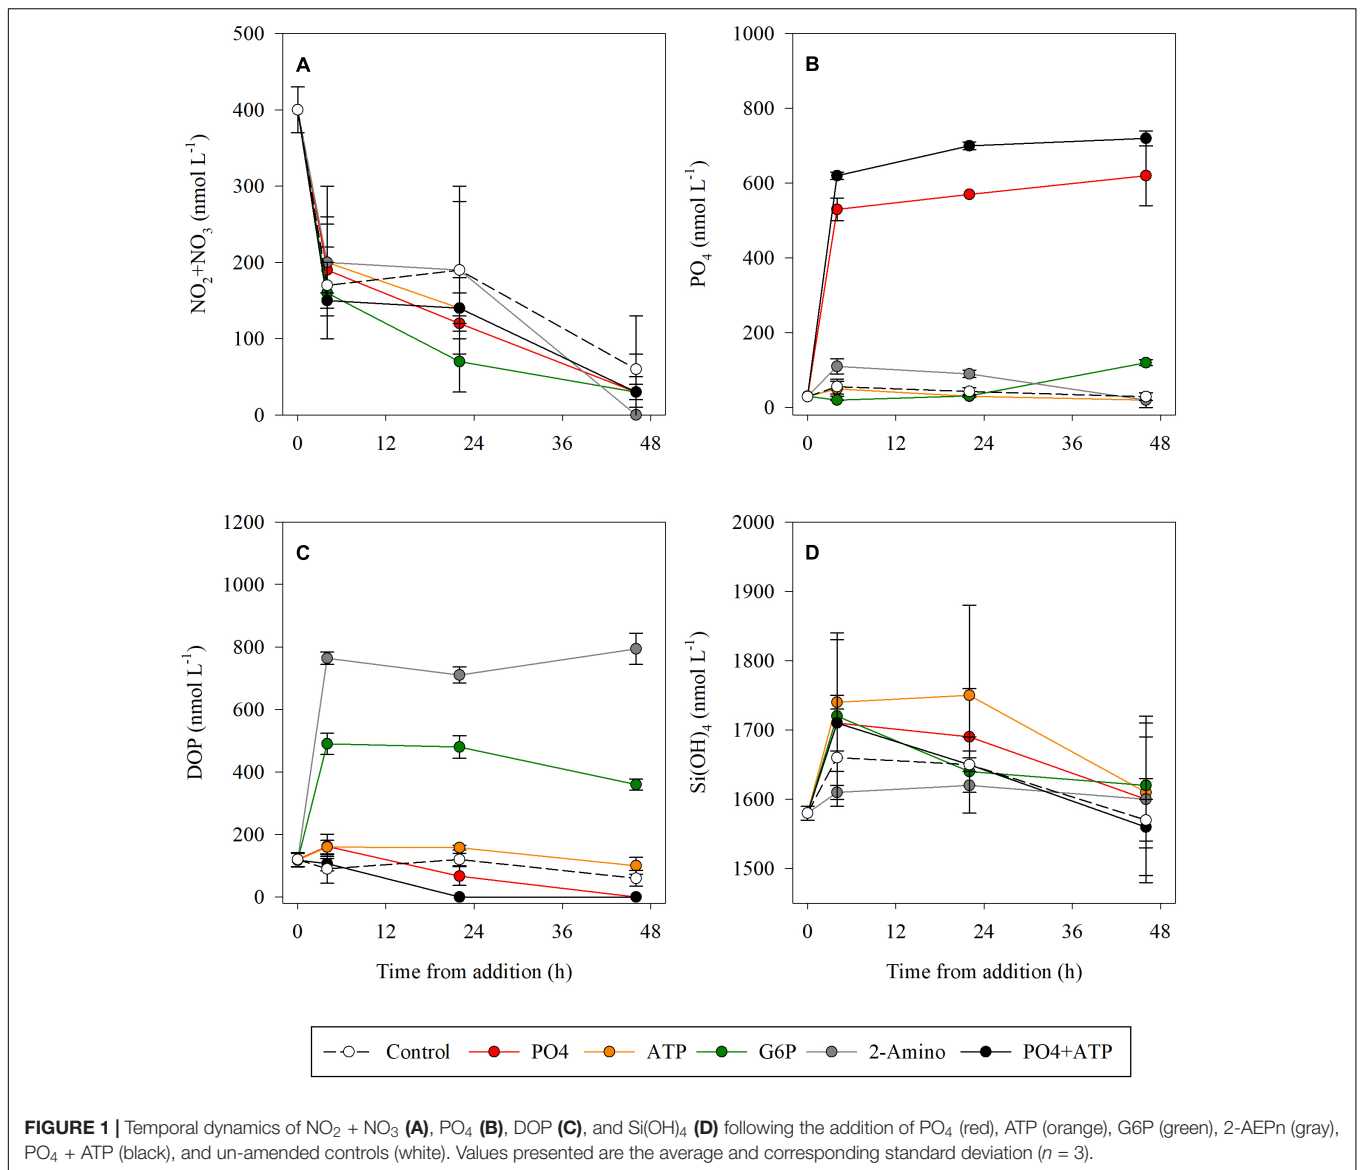 A
500
400
300
200
100
0
NO2+NO3 (nmol L-1)
0 12 24 36 48
B
1000
800
600
400
200
0
PO4 (nmol L-1)
0 12 24 36 48
C
1200
1000
800
600
400
200
0
DOP (nmol L-1)
0 12 24 36 48
Time from addition (h)
D
2000
1900
1800
1700
1600
1500
Si(OH)4 (nmol L-1)
0 12 24 36 48
Time from addition (h)
Control PO4 ATP G6P 2-Amino PO4+ATP
FIGURE 1 | Temporal dynamics of NO2 + NO3 (A), PO4 (B), DOP (C), and Si(OH)4 (D) following the addition of PO4 (red), ATP (orange), G6P (green), 2-AEPn (gray),
PO4 + ATP (black), and un-amended controls (white). Values presented are the average and corresponding standard deviation (n = 3).